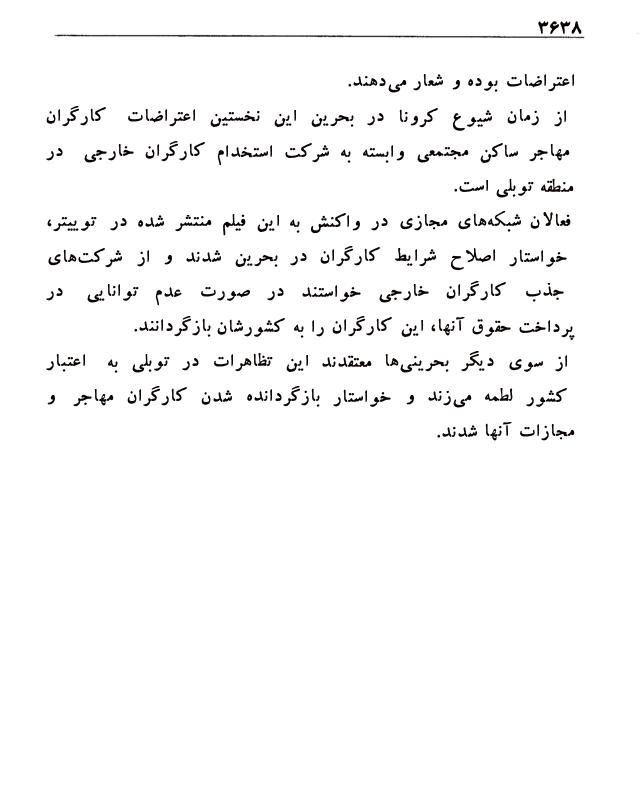 ۳۶۳۸
اعتراضات بوده و شعار می‌دهند.
از زمان شیوع کرونا در بحرین این نخستین اعتراضات کارگران
مهاجر ساکن مجتمعی وابسته به شرکت استخدام کارگران خارجی در
منطقه توبلی است.
فعالان شبکه‌های مجازی در واکنش به این فیلم منتشر شده در توییتر،
خواستار اصلاح شرایط کارگران در بحرین شدند و از شرکت‌های
جذب کارگران خارجی خواستند در صورت عدم توانایی در
پرداخت حقوق آنها، این کارگران را به کشورشان بازگردانند.
از سوی دیگر بحرینی‌ها معتقدند این تظاهرات در توبلی به اعتبار
کشور لطمه می‌زند و خواستار بازگردانده شدن کارگران مهاجر و
مجازات آنها شدند.